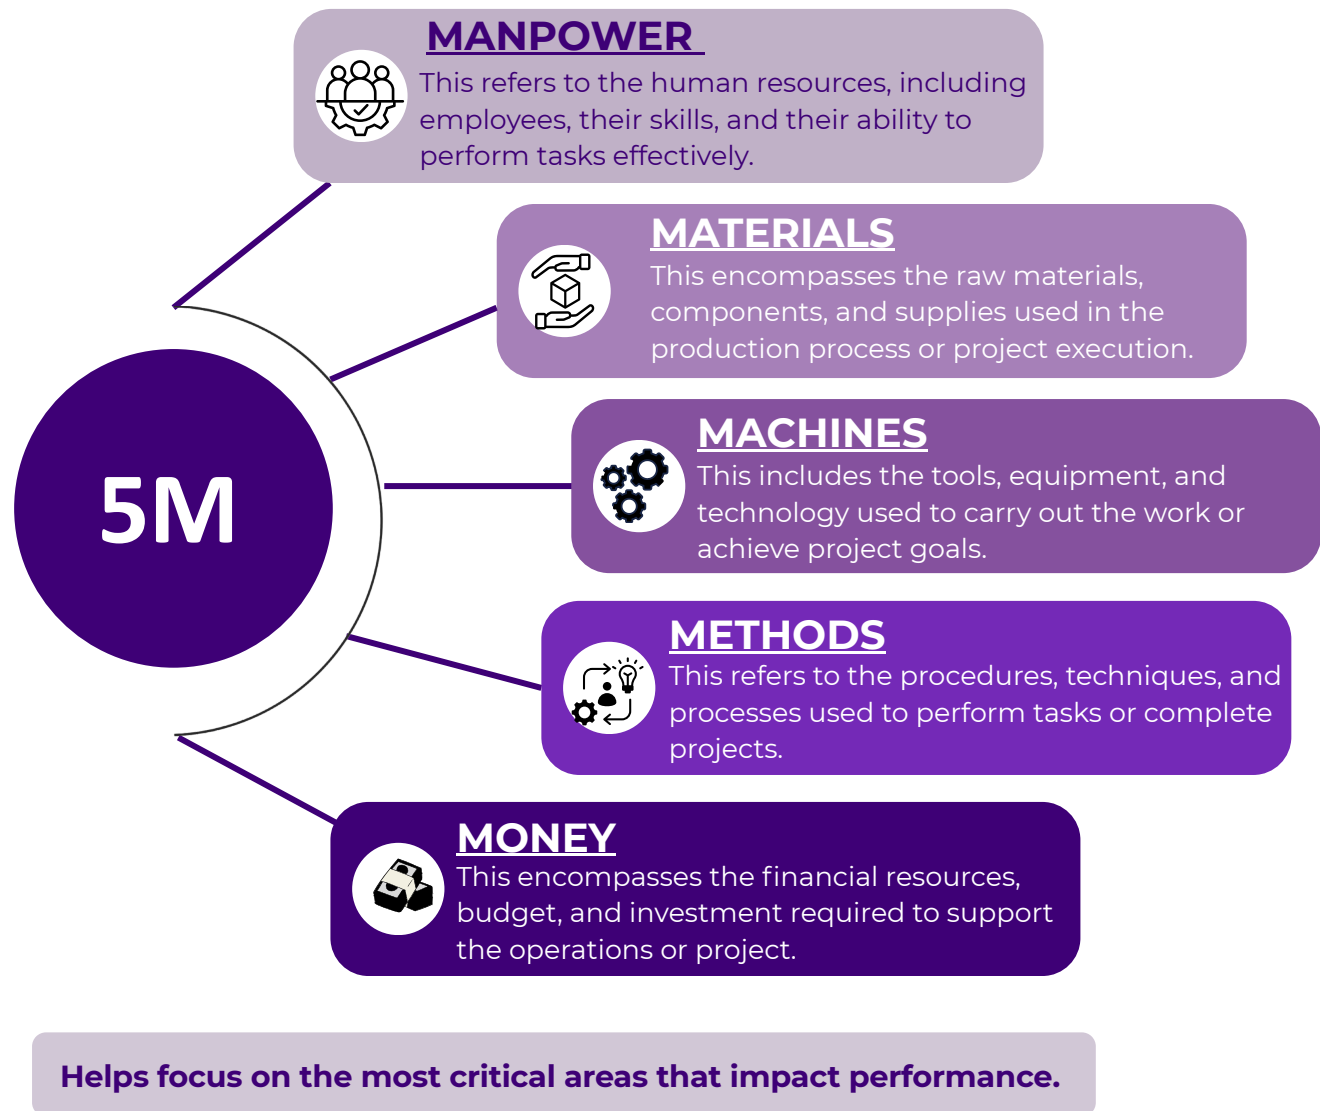 MANPOWER
This refers to the human resources, including
employees, their skills, and their ability to
perform tasks effectively.
MATERIALS
This encompasses the raw materials,
components, and supplies used in the
production process or project execution.
5M
MACHINES
This includes the tools, equipment, and
technology used to carry out the work or
achieve project goals.
METHODS
This refers to the procedures, techniques, and
processes used to perform tasks or complete
projects.
MONEY
This encompasses the financial resources,
budget, and investment required to support
the operations or project.
Helps focus on the most critical areas that impact performance.